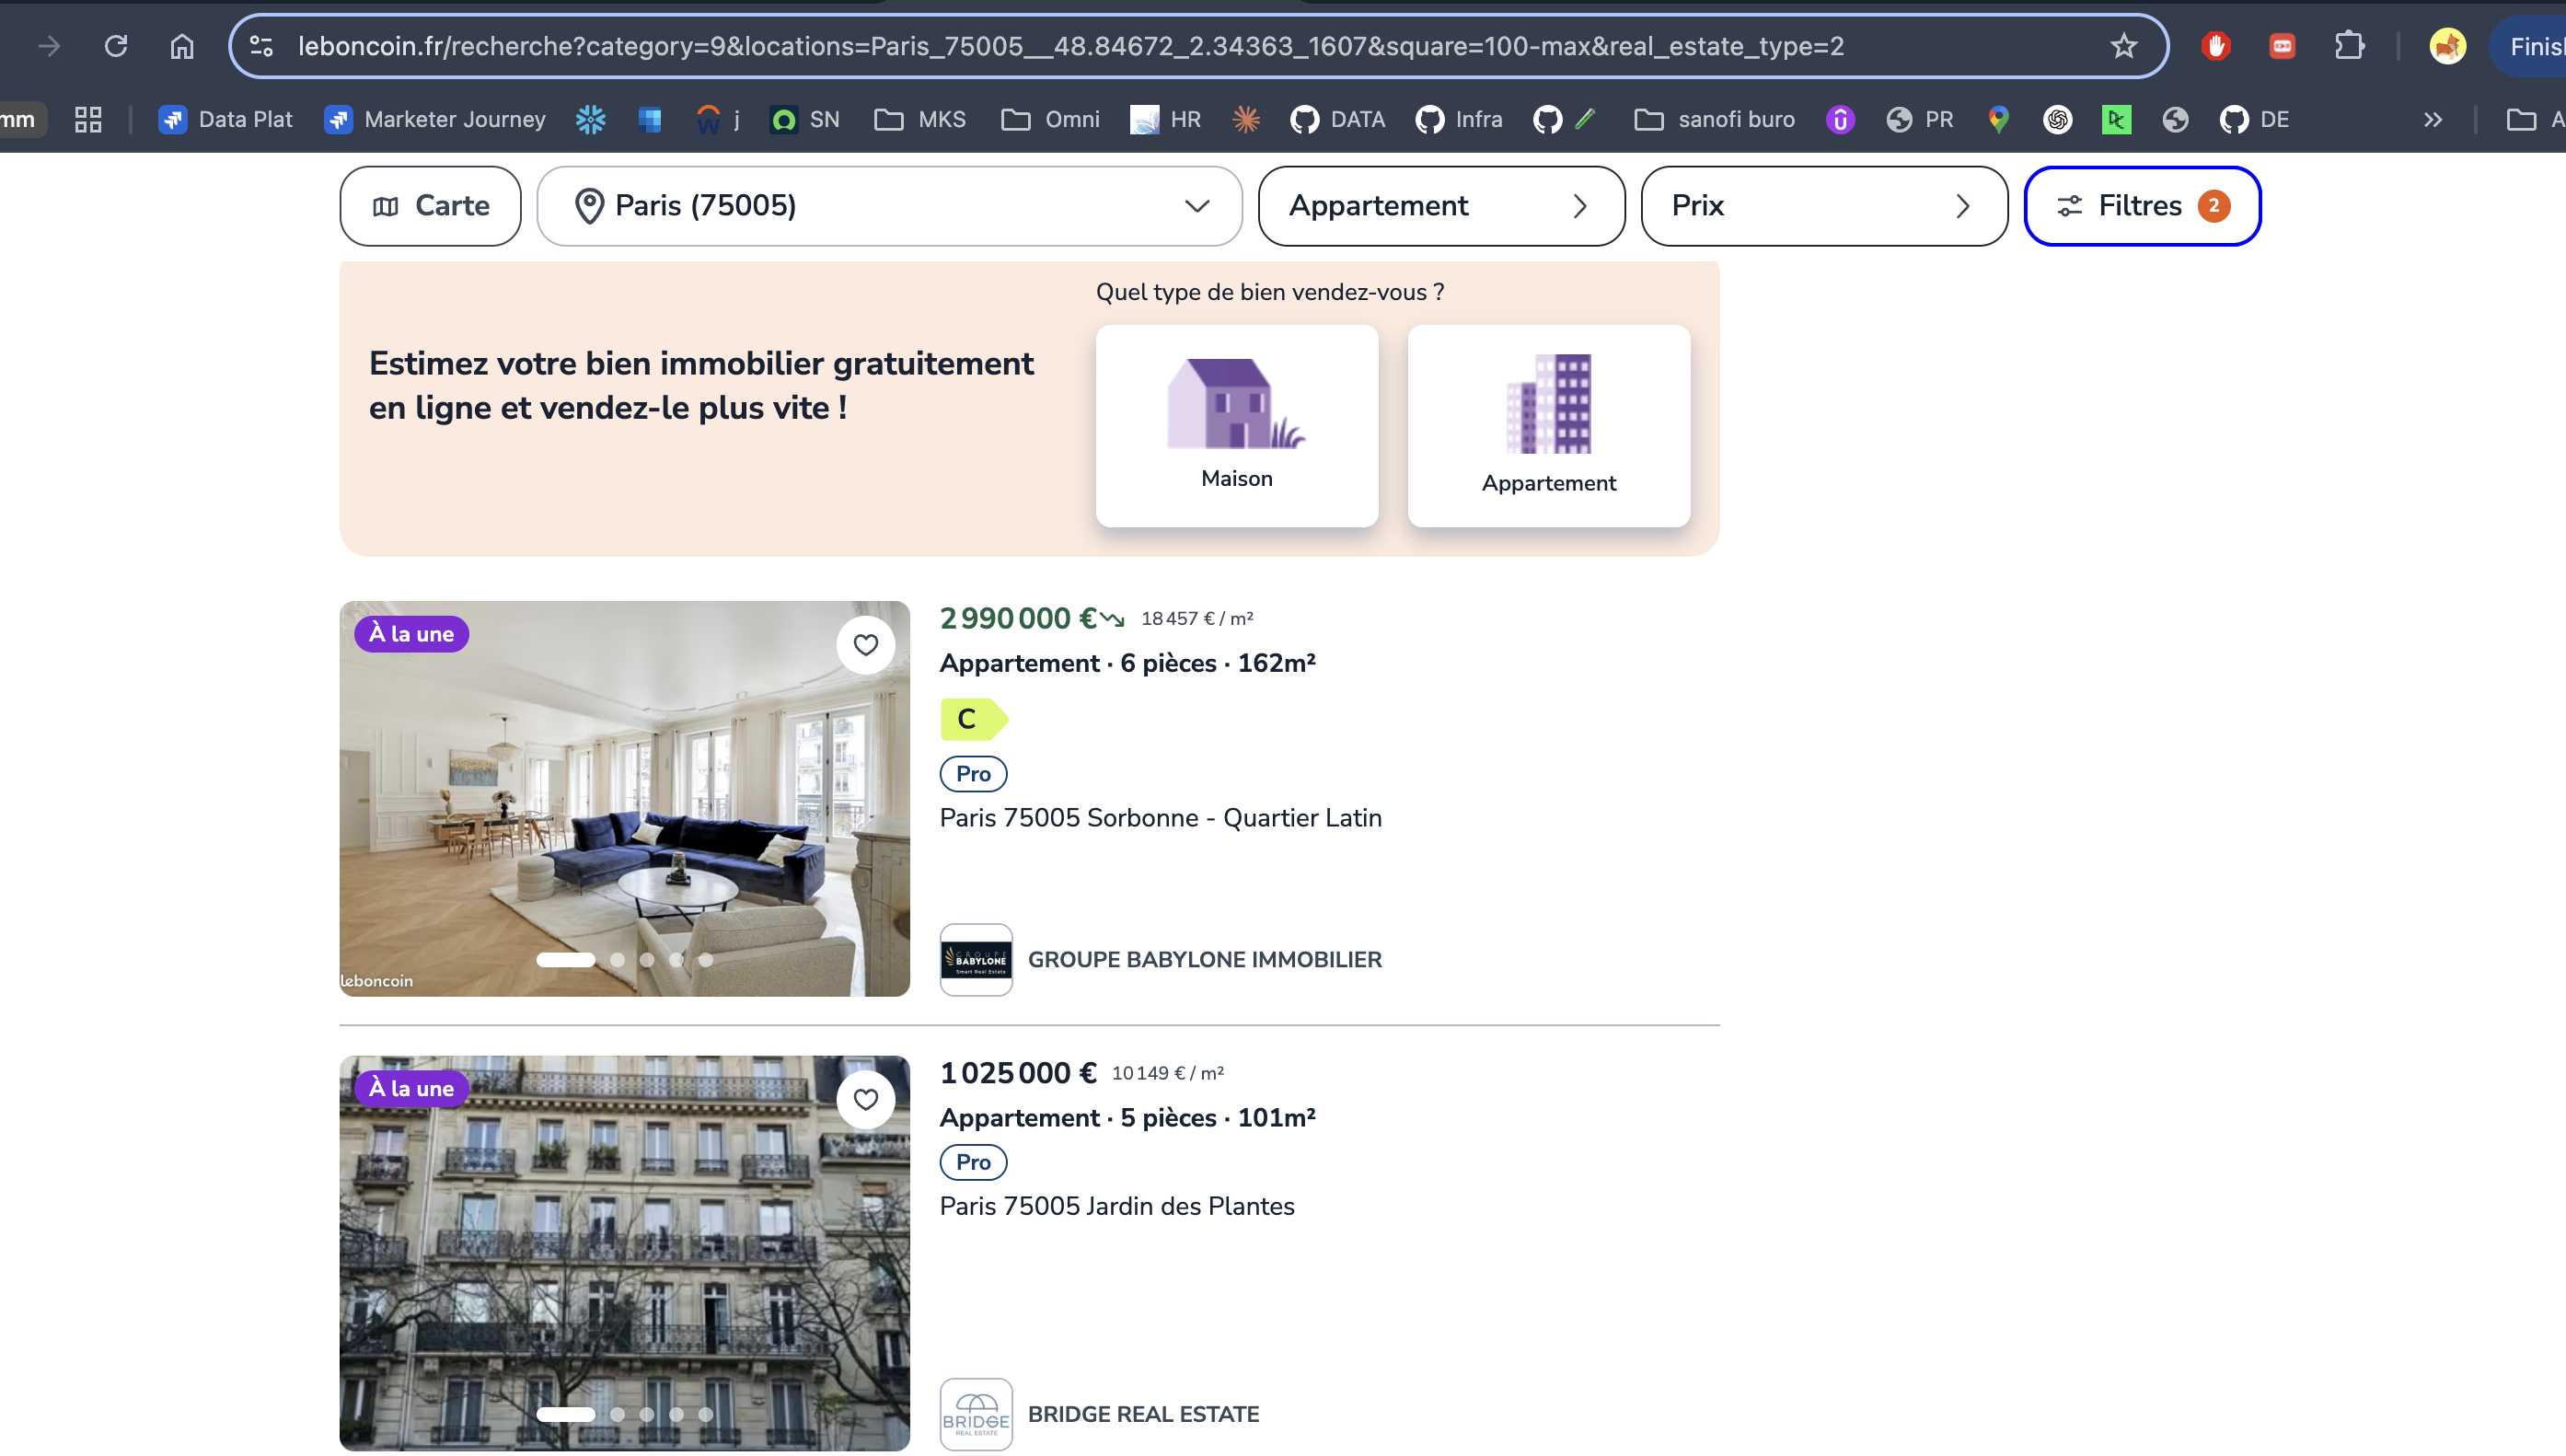 leboncoin.fr/recherche?category=9&locations=Paris_75005__48.84672_2.34363_1607&square=100-max&real_estate_type=2
Data Plat
Marketer Journey
j
SN
MKS
Omni
HR
DATA
Infra
sanofi buro
PR
DE
Carte
Paris (75005)
Appartement
Prix
Filtres 2
Quel type de bien vendez-vous ?
Estimez votre bien immobilier gratuitement
en ligne et vendez-le plus vite !
Maison
Appartement
À la une
leboncoin
2 990 000 € 18 457 € / m²
Appartement · 6 pièces · 162m²
C
Pro
Paris 75005 Sorbonne - Quartier Latin
GROUPE
BABYLONE
Smart Real Estate
GROUPE BABYLONE IMMOBILIER
À la une
1 025 000 € 10 149 € / m²
Appartement · 5 pièces · 101m²
Pro
Paris 75005 Jardin des Plantes
BRIDGE
REAL ESTATE
BRIDGE REAL ESTATE